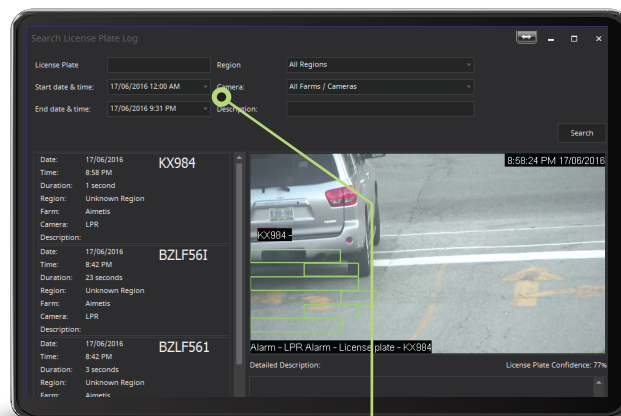 Search License Plate Log
License Plate
Region
All Regions
Start date & time:
17/06/2016 12:00 AM
Camera:
All Farms / Cameras
End date & time:
17/06/2016 9:31 PM
Description:
Search
Date: 17/06/2016 KX984
Time: 8:58 PM
Duration: 1 second
Region: Unknown Region
Farm: Aimetis
Camera: LPR
Description:
Date: 17/06/2016 BZLF56I
Time: 8:42 PM
Duration: 23 seconds
Region: Unknown Region
Farm: Aimetis
Camera: LPR
Description:
Date: 17/06/2016 BZLF561
Time: 8:42 PM
Duration: 3 seconds
Region: Unknown Region
Farm: Aimetis
8:58:24 PM 17/06/2016
KX984 -
Alarm - LPR Alarm - License plate - KX984
Detailed Description:
License Plate Confidence: 77%